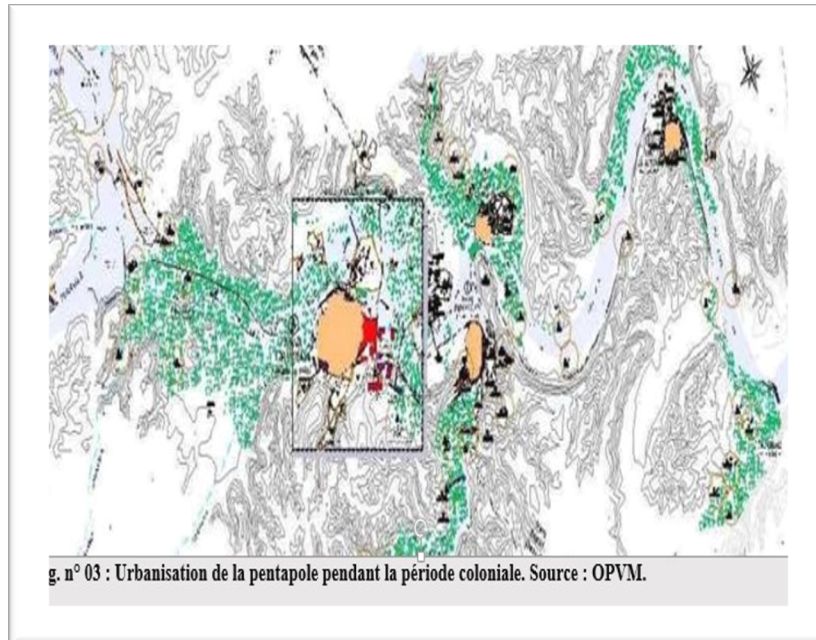 g. n° 03 : Urbanisation de la pentapole pendant la période coloniale. Source : OPVM.